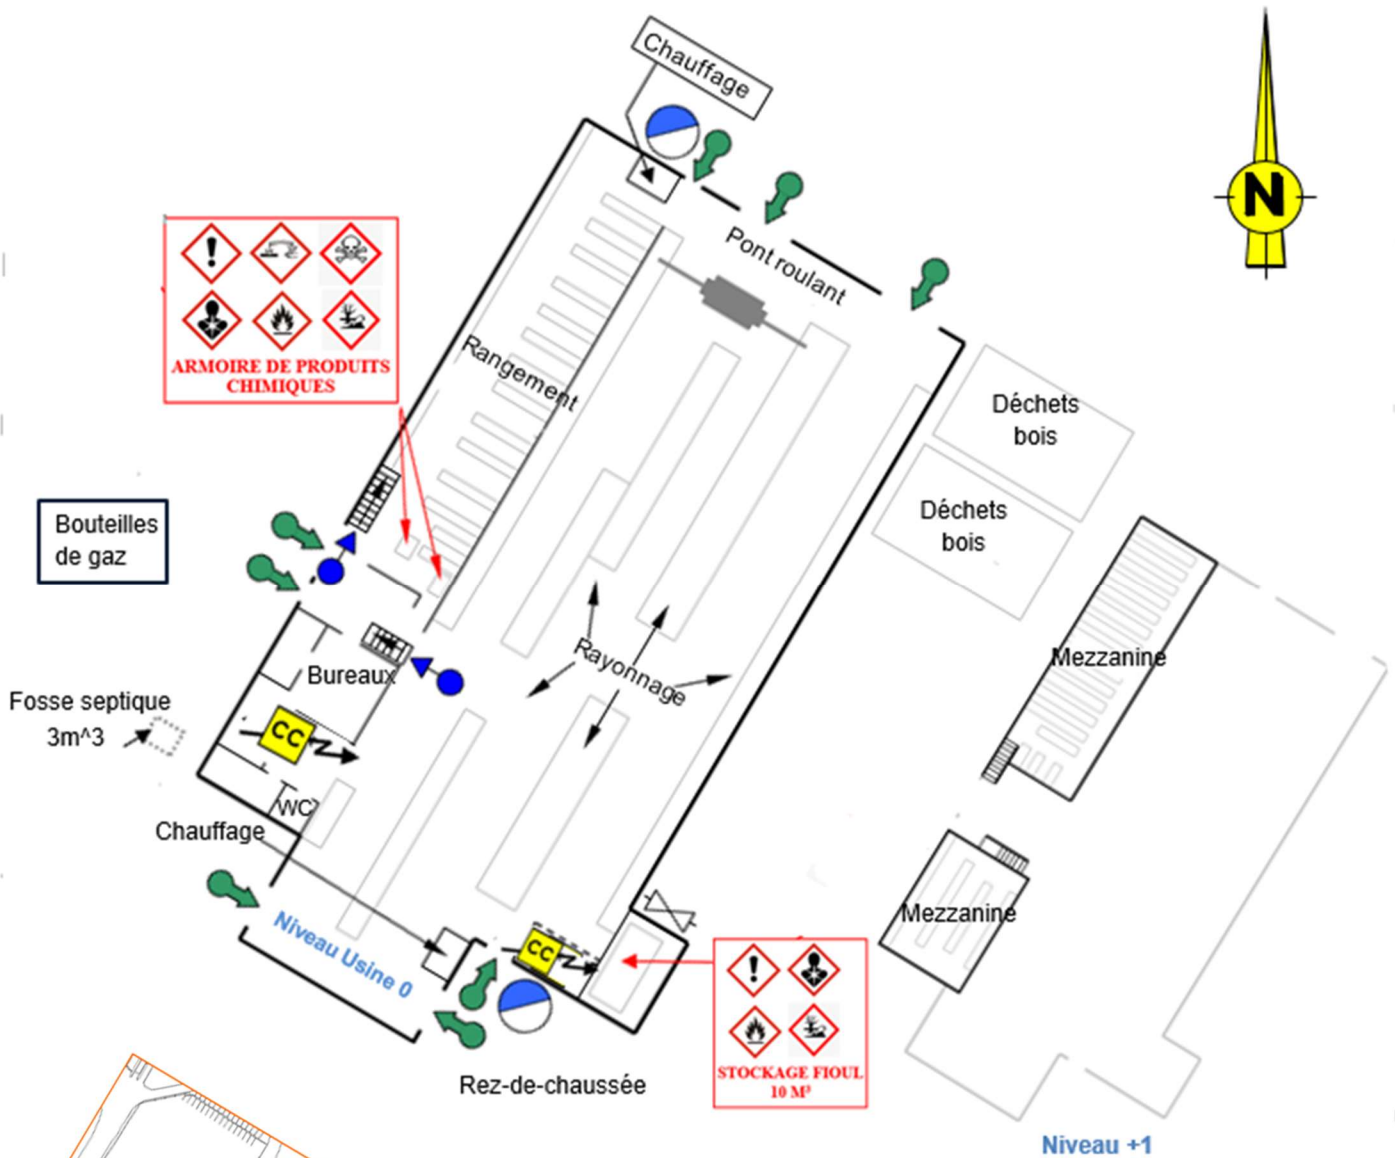 Chauffage
N
Pont roulant
ARMOIRE DE PRODUITS
CHIMIQUES
Rangement
Déchets
bois
Déchets
bois
Bouteilles
de gaz
Mezzanine
Rayonnage
Bureaux
Fosse septique
3m^3
CC
WC
Chauffage
Mezzanine
Niveau Usine 0
CC
STOCKAGE FIOUL
10 M³
Rez-de-chaussée
Niveau +1